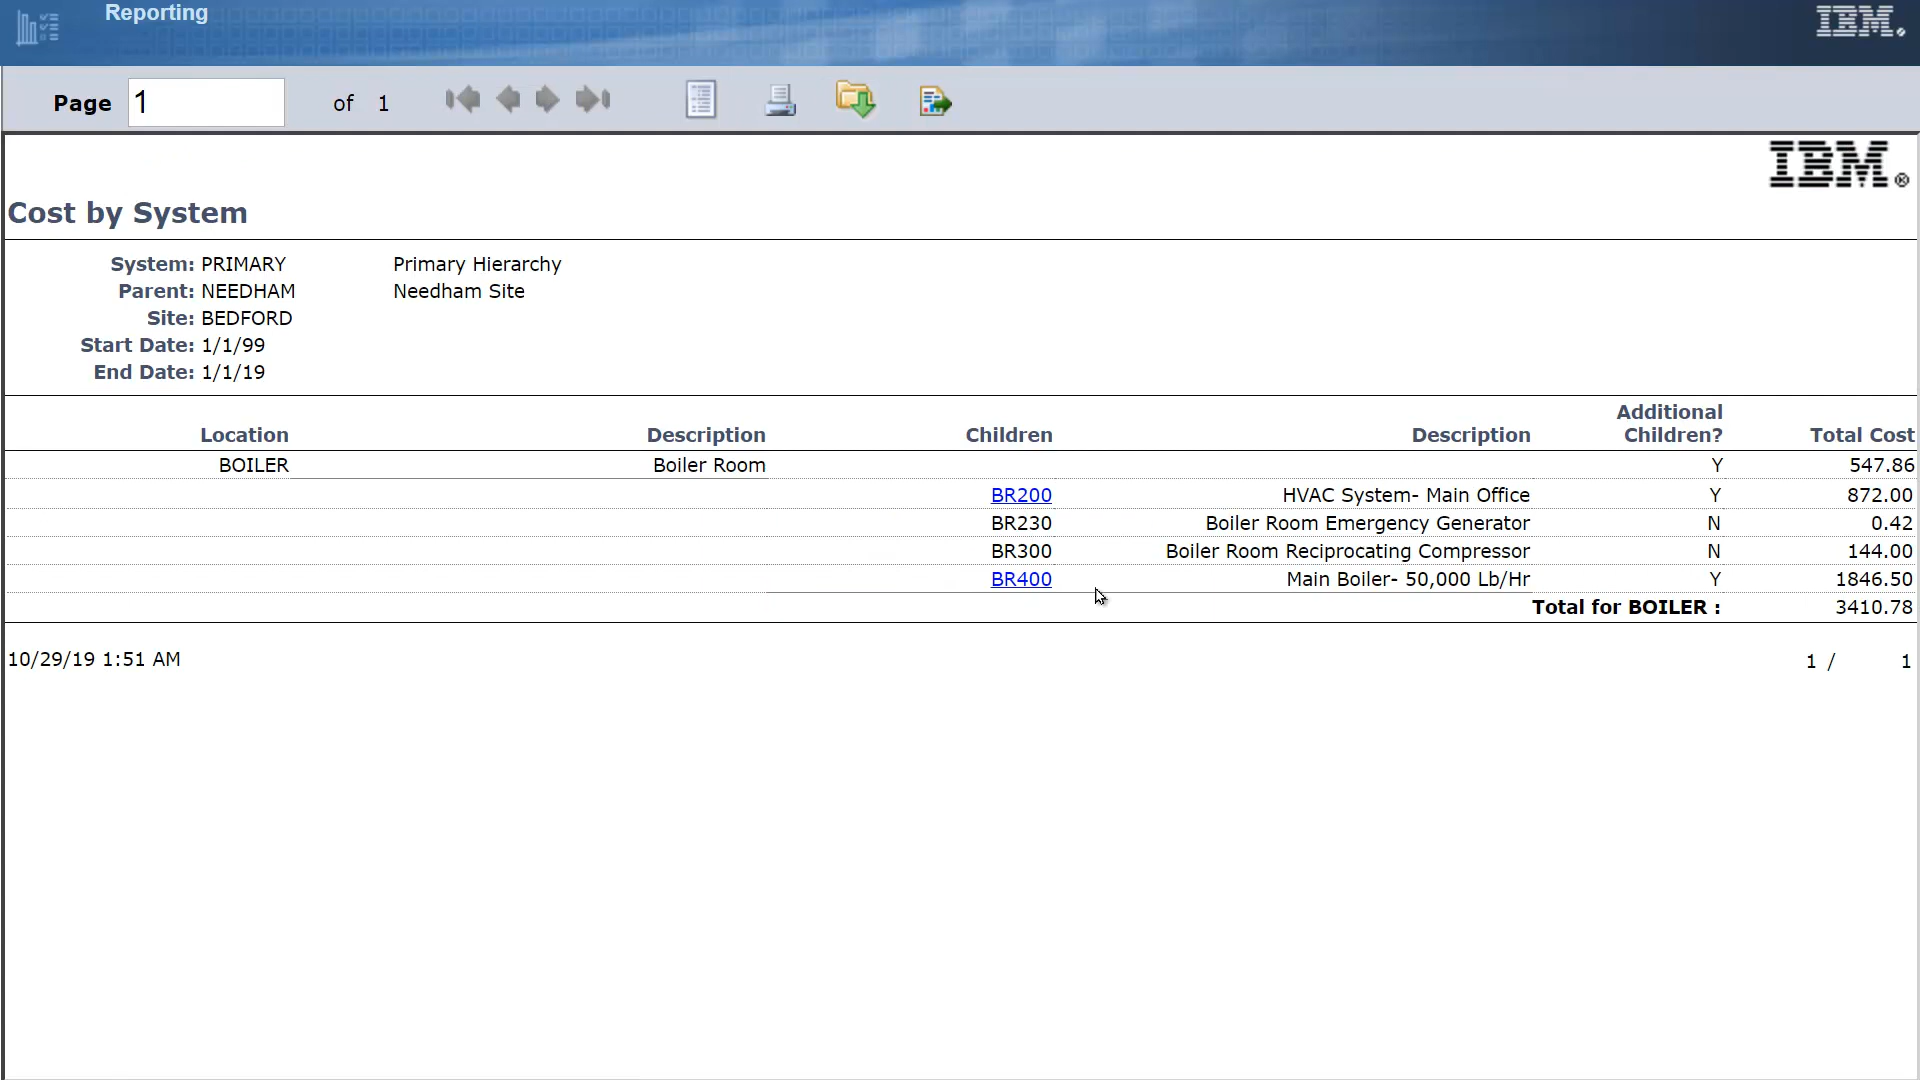 Reporting
IBM.
Page 1 of 1
IBM®
Cost by System
System: PRIMARY Primary Hierarchy
Parent: NEEDHAM Needham Site
Site: BEDFORD
Start Date: 1/1/99
End Date: 1/1/19
Location Description Children Description Additional Children? Total Cost
BOILER Boiler Room Y 547.86
BR200 HVAC System- Main Office Y 872.00
BR230 Boiler Room Emergency Generator N 0.42
BR300 Boiler Room Reciprocating Compressor N 144.00
BR400 Main Boiler- 50,000 Lb/Hr Y 1846.50
Total for BOILER : 3410.78
10/29/19 1:51 AM 1 / 1